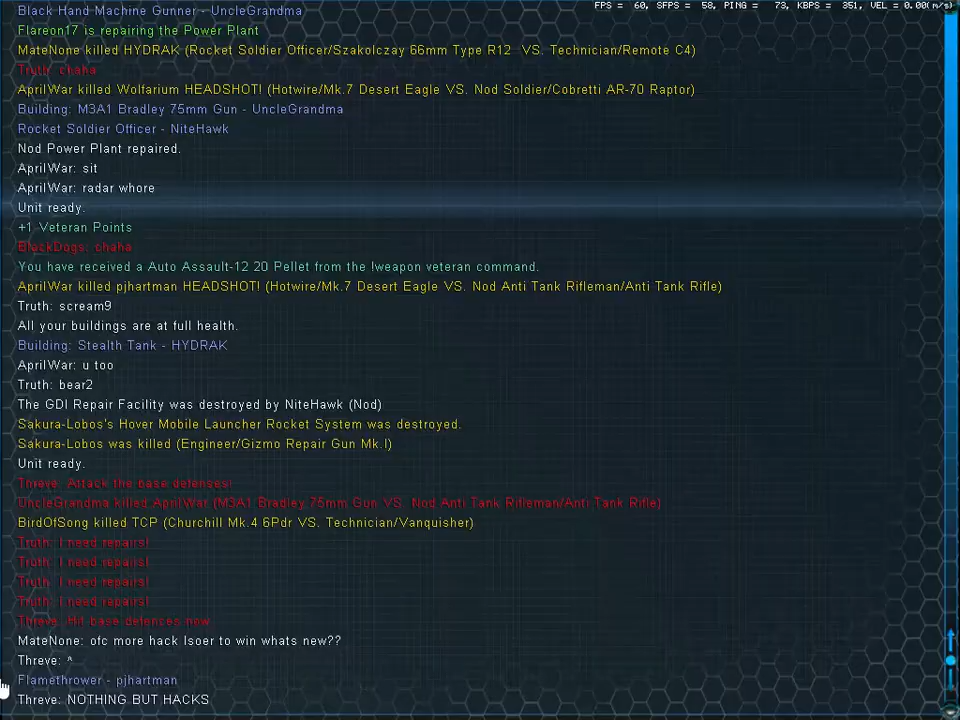 FPS = 60, SFPS = 58, PING = 73, KBPS = 351, VEL = 0.00(m/s)
Black Hand Machine Gunner - UncleGrandma
Flareon17 is repairing the Power Plant
MateNone killed HYDRAK (Rocket Soldier Officer/Szakolczay 66mm Type R12 VS. Technician/Remote C4)
Truth: chaha
AprilWar killed Wolfarium HEADSHOT! (Hotwire/Mk.7 Desert Eagle VS. Nod Soldier/Cobretti AR-70 Raptor)
Building: M3A1 Bradley 75mm Gun - UncleGrandma
Rocket Soldier Officer - NiteHawk
Nod Power Plant repaired.
AprilWar: sit
AprilWar: radar whore
Unit ready.
+1 Veteran Points
BlackDogs: chaha
You have received a Auto Assault-12 20 Pellet from the !weapon veteran command.
AprilWar killed pjhartman HEADSHOT! (Hotwire/Mk.7 Desert Eagle VS. Nod Anti Tank Rifleman/Anti Tank Rifle)
Truth: scream9
All your buildings are at full health.
Building: Stealth Tank - HYDRAK
AprilWar: u too
Truth: bear2
The GDI Repair Facility was destroyed by NiteHawk (Nod)
Sakura-Lobos's Hover Mobile Launcher Rocket System was destroyed.
Sakura-Lobos was killed (Engineer/Gizmo Repair Gun Mk.I)
Unit ready.
Threve: Attack the base defenses!
UncleGrandma killed AprilWar (M3A1 Bradley 75mm Gun VS. Nod Anti Tank Rifleman/Anti Tank Rifle)
BirdOfSong killed TCP (Churchill Mk.4 6Pdr VS. Technician/Vanquisher)
Truth: I need repairs!
Truth: I need repairs!
Truth: I need repairs!
Truth: I need repairs!
Threve: Hit base defences now
MateNone: ofc more hack lsoer to win whats new??
Threve: *
Flamethrower - pjhartman
Threve: NOTHING BUT HACKS